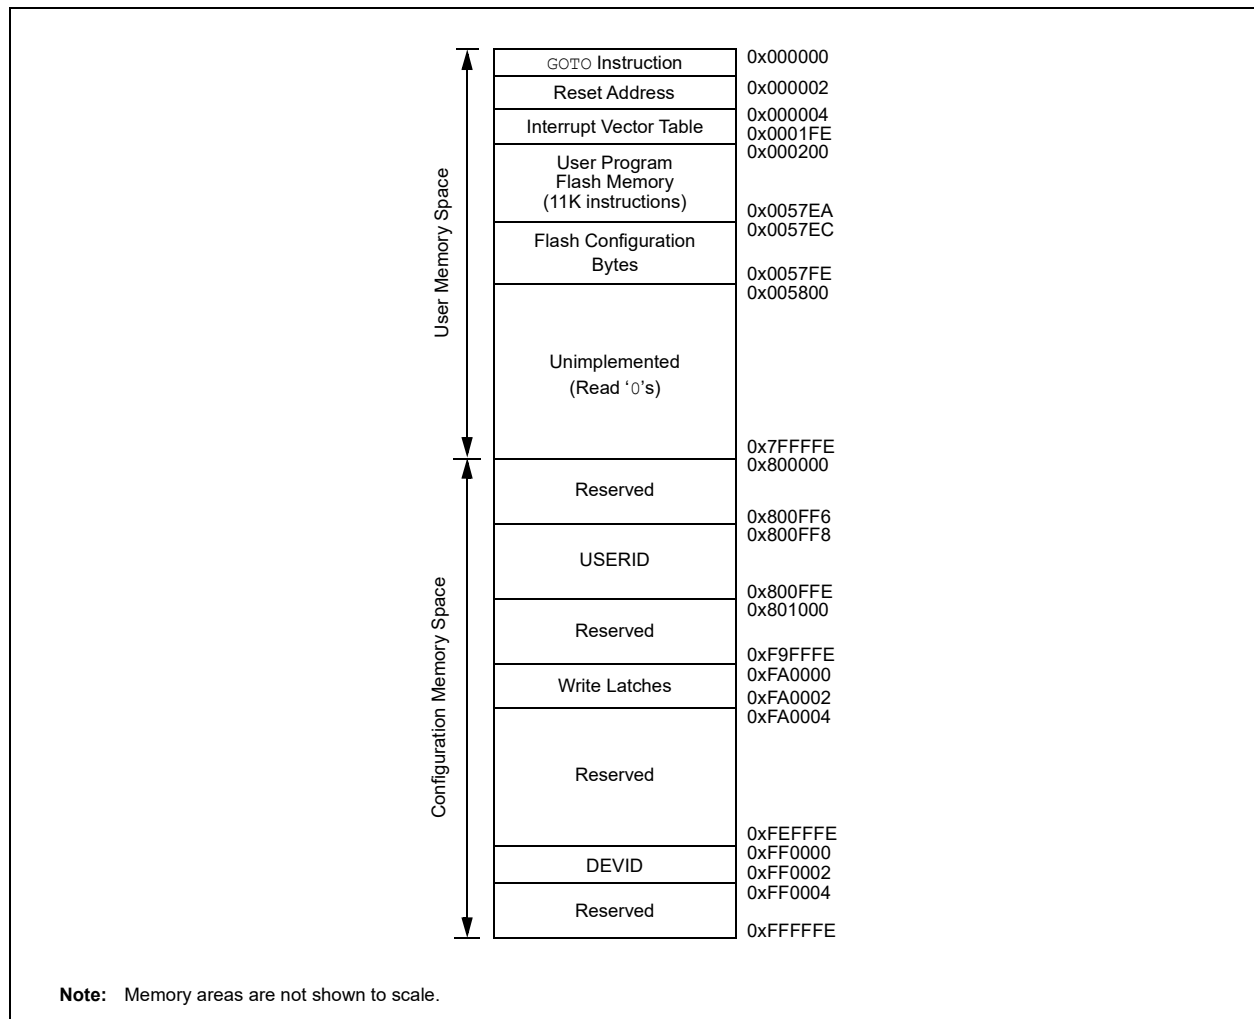 GOTO Instruction
0x000000
Reset Address
0x000002
0x000004
Interrupt Vector Table
0x0001FE
0x000200
User Program
Flash Memory
(11K instructions)
0x0057EA
0x0057EC
Flash Configuration
Bytes
0x0057FE
0x005800
User Memory Space
Unimplemented
(Read ‘0’s)
0x7FFFFE
0x800000
Reserved
0x800FF6
0x800FF8
USERID
0x800FFE
0x801000
Reserved
0xF9FFFE
0xFA0000
Write Latches
0xFA0002
0xFA0004
Configuration Memory Space
Reserved
0xFEFFFE
0xFF0000
DEVID
0xFF0002
0xFF0004
Reserved
0xFFFFFE
Note: Memory areas are not shown to scale.